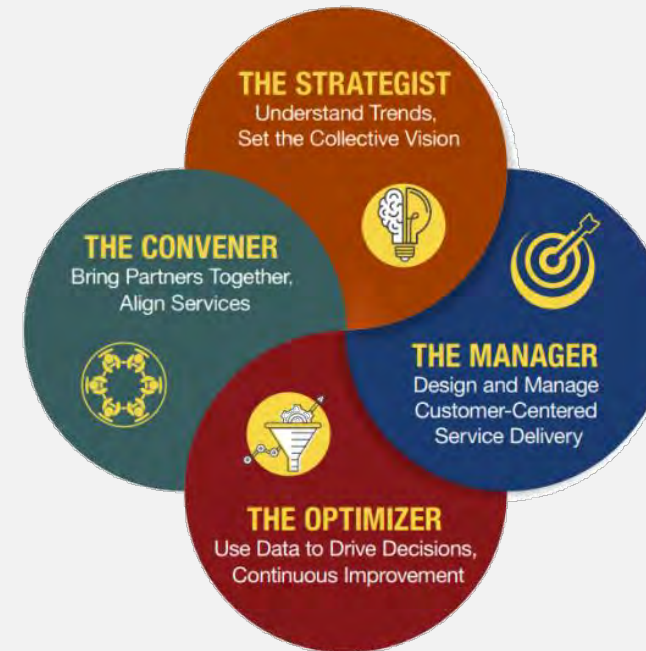 THE STRATEGIST
Understand Trends,
Set the Collective Vision
THE CONVENER
Bring Partners Together,
Align Services
THE MANAGER
Design and Manage
Customer-Centered
Service Delivery
THE OPTIMIZER
Use Data to Drive Decisions,
Continuous Improvement